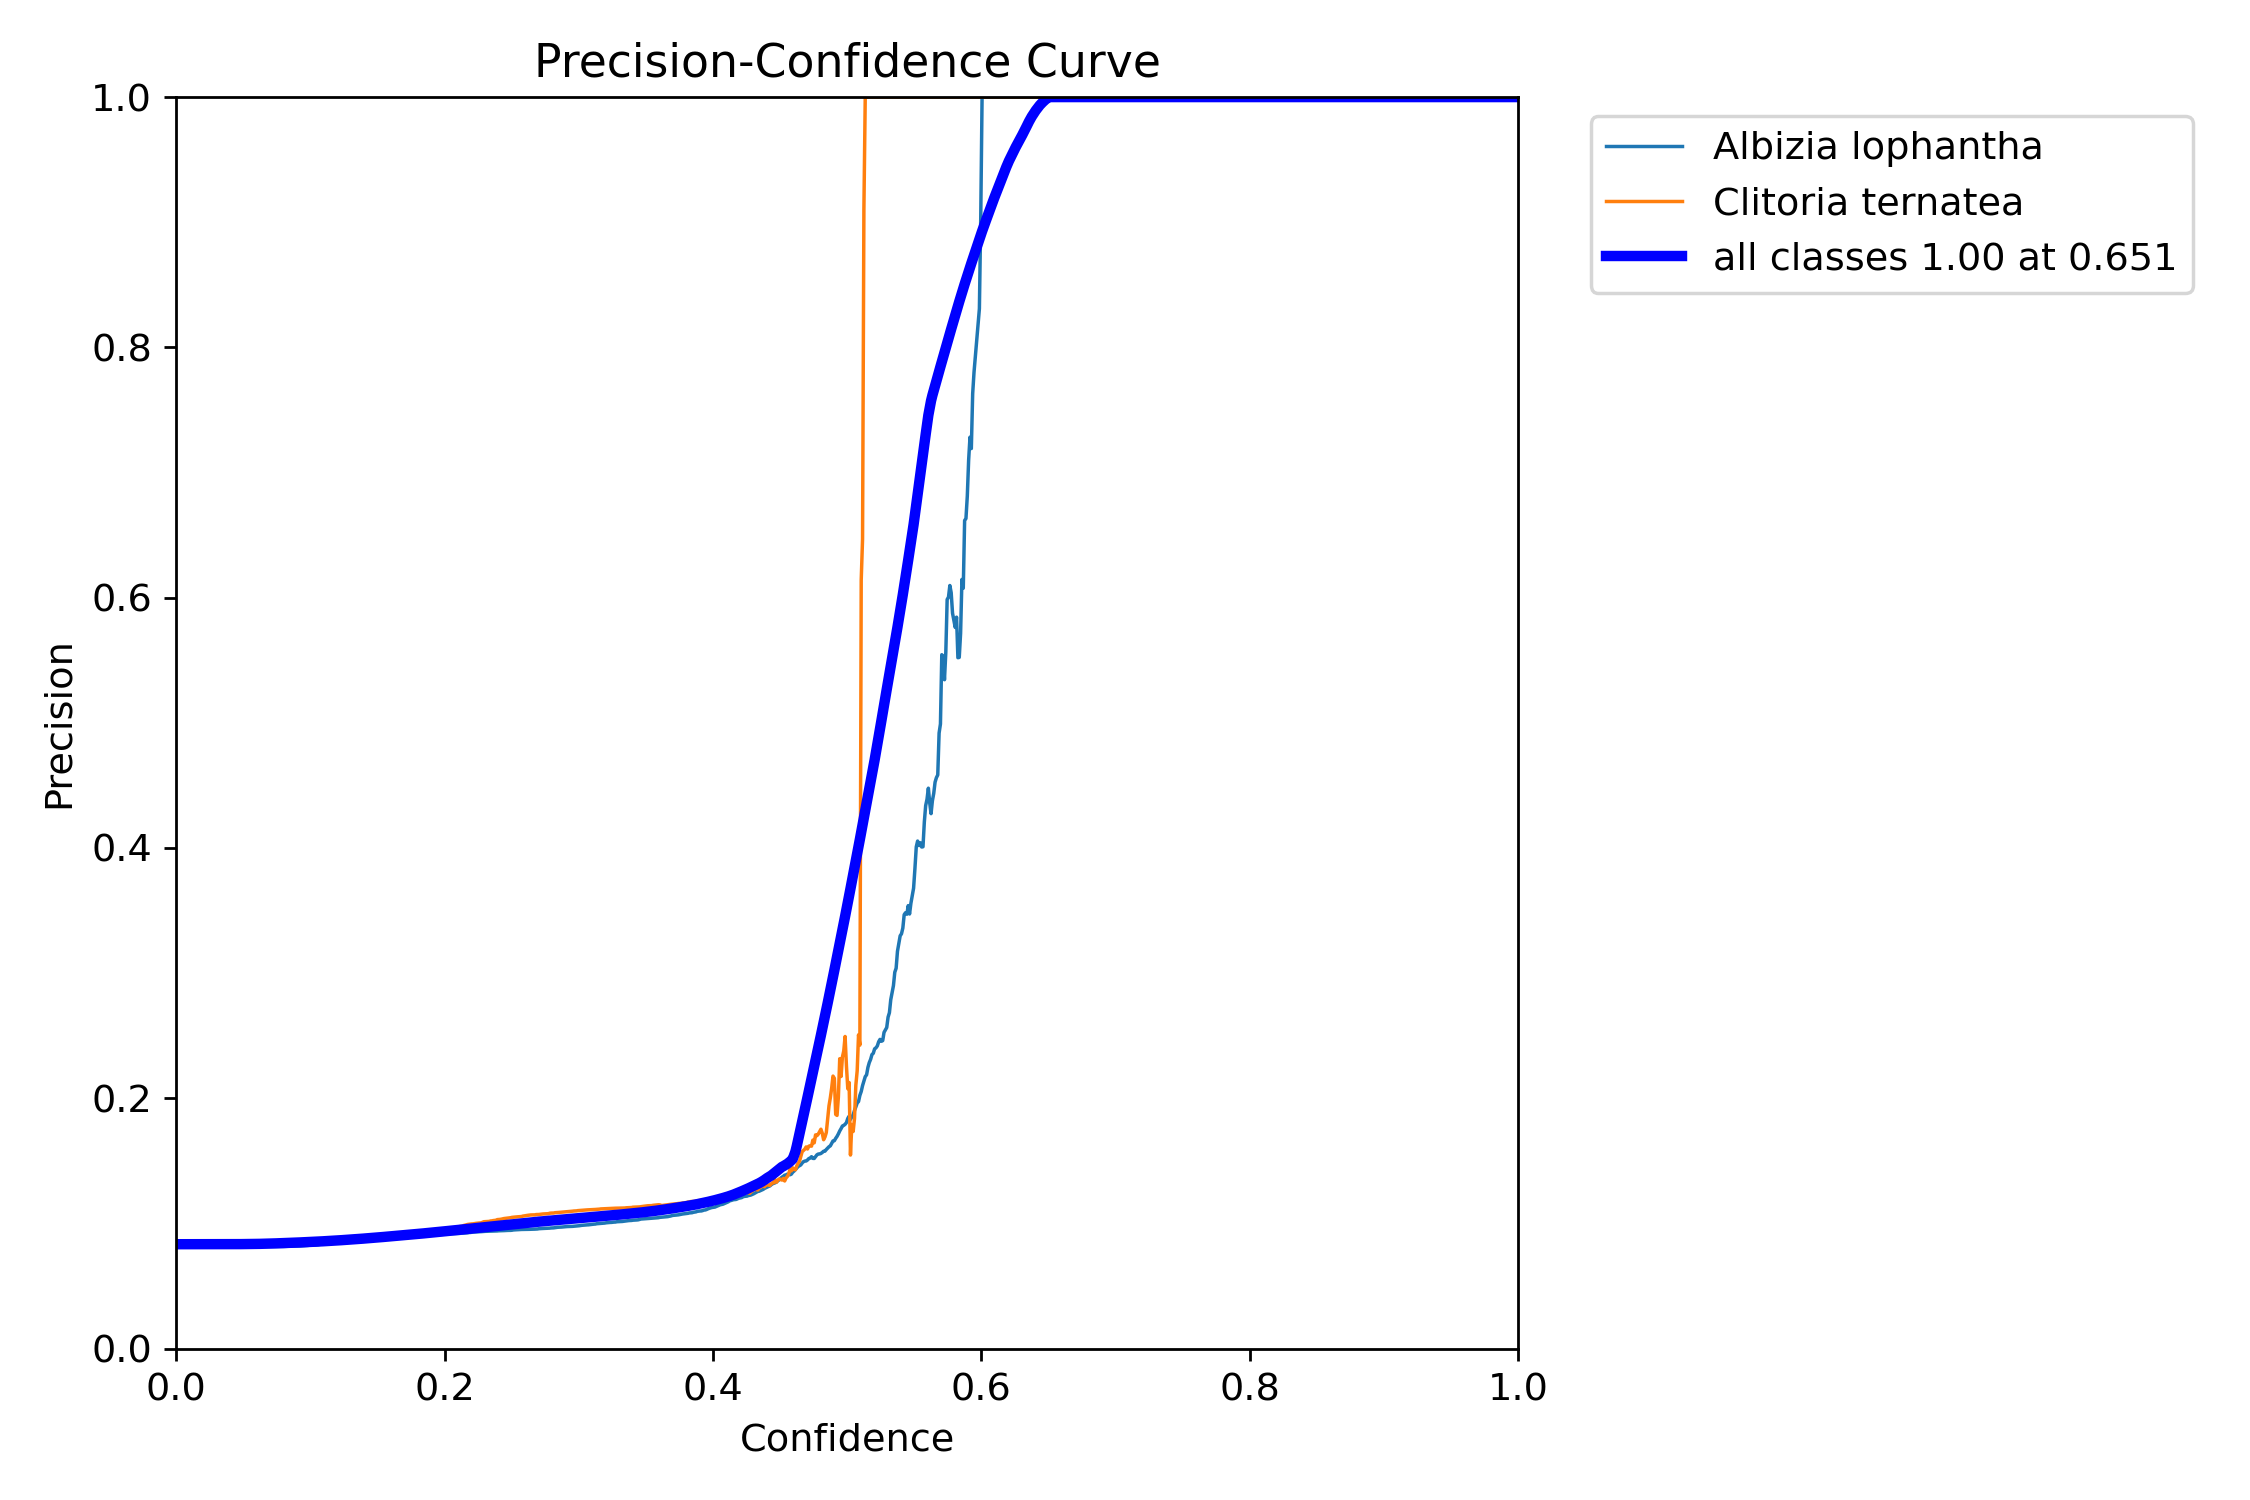 Precision-Confidence Curve
1.0
0.8
0.6
0.4
0.2
0.0
Precision
0.0 0.2 0.4 0.6 0.8 1.0
Confidence
Albizia lophantha
Clitoria ternatea
all classes 1.00 at 0.651